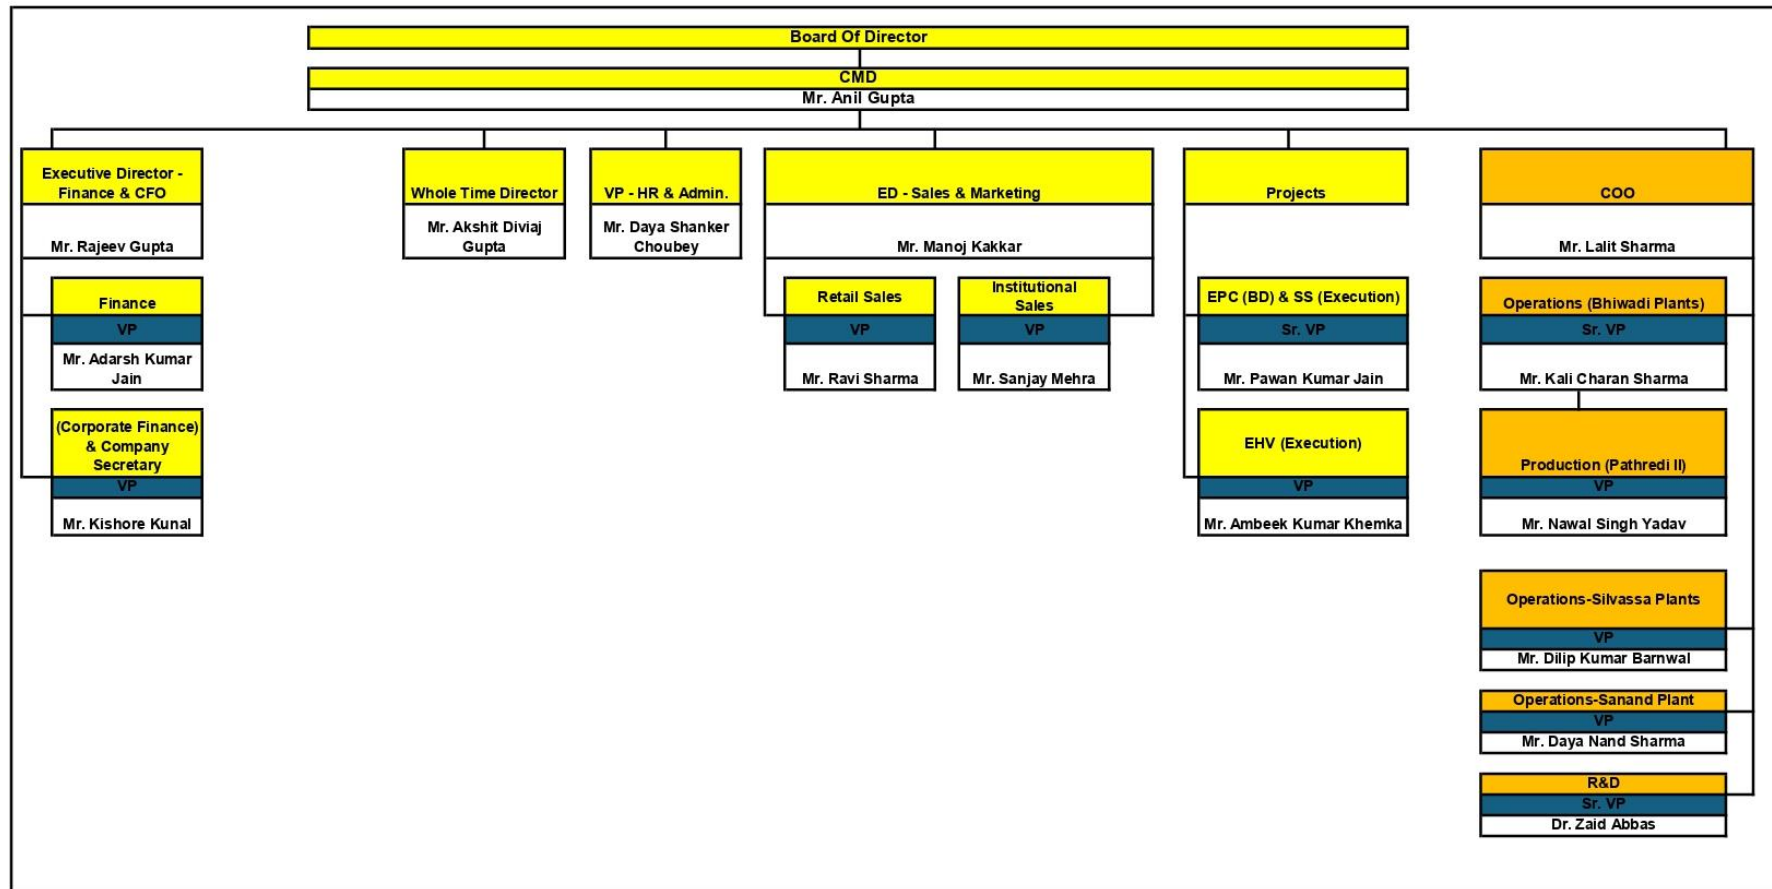 Board Of Director
CMD
Mr. Anil Gupta
Executive Director -
Finance & CFO
Mr. Rajeev Gupta
Finance
VP
Mr. Adarsh Kumar
Jain
(Corporate Finance)
& Company
Secretary
VP
Mr. Kishore Kunal
Whole Time Director
Mr. Akshit Diviaj
Gupta
VP - HR & Admin.
Mr. Daya Shanker
Choubey
ED - Sales & Marketing
Mr. Manoj Kakkar
Retail Sales
VP
Mr. Ravi Sharma
Institutional
Sales
VP
Mr. Sanjay Mehra
Projects
EPC (BD) & SS (Execution)
Sr. VP
Mr. Pawan Kumar Jain
EHV (Execution)
VP
Mr. Ambeek Kumar Khemka
COO
Mr. Lalit Sharma
Operations (Bhiwadi Plants)
Sr. VP
Mr. Kali Charan Sharma
Production (Pathredi II)
VP
Mr. Nawal Singh Yadav
Operations-Silvassa Plants
VP
Mr. Dilip Kumar Barnwal
Operations-Sanand Plant
VP
Mr. Daya Nand Sharma
R&D
Sr. VP
Dr. Zaid Abbas